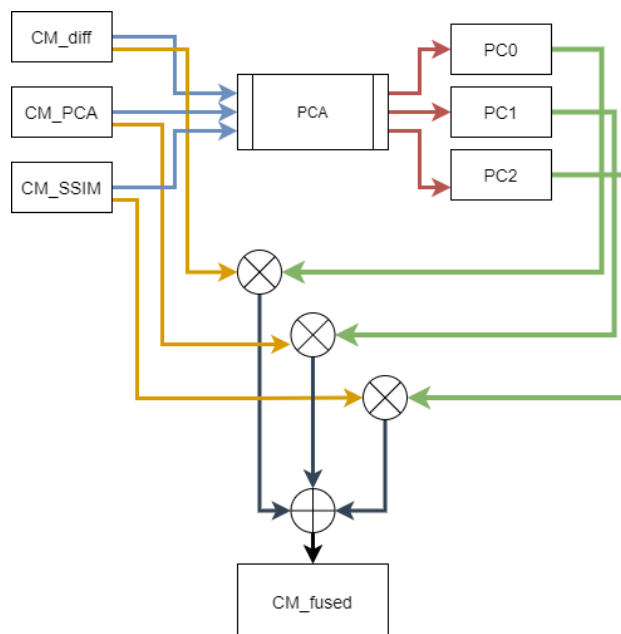 CM_diff
CM_PCA
CM_SSIM
PCA
PC0
PC1
PC2
CM_fused